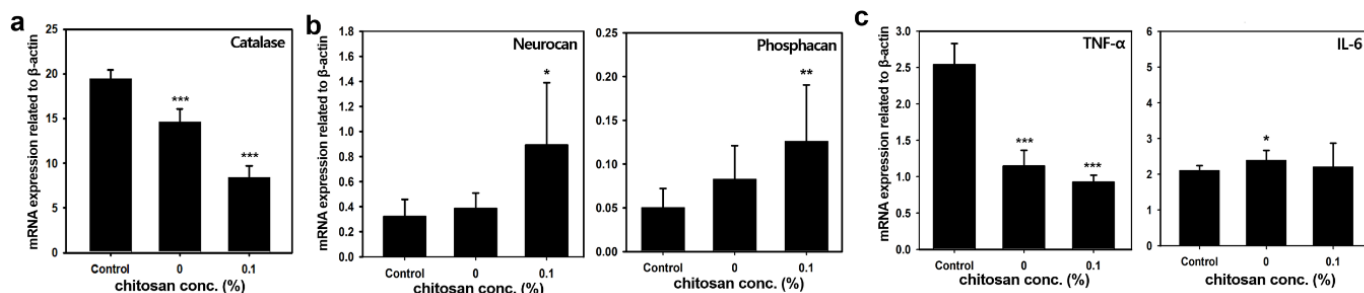 a
Catalase
mRNA expression related to β-actin
25
20
15
10
5
0
***
***
Control
0
0.1
chitosan conc. (%)
b
Neurocan
mRNA expression related to β-actin
1.8
1.6
1.4
1.2
1.0
0.8
0.6
0.4
0.2
0.0
*
Control
0
0.1
Phosphacan
0.25
0.20
0.15
0.10
0.05
0.00
**
Control
0
0.1
chitosan conc. (%)
c
TNF-α
mRNA expression related to β-actin
3.0
2.5
2.0
1.5
1.0
0.5
0.0
***
***
Control
0
0.1
IL-6
6
5
4
3
2
1
0
*
Control
0
0.1
chitosan conc. (%)